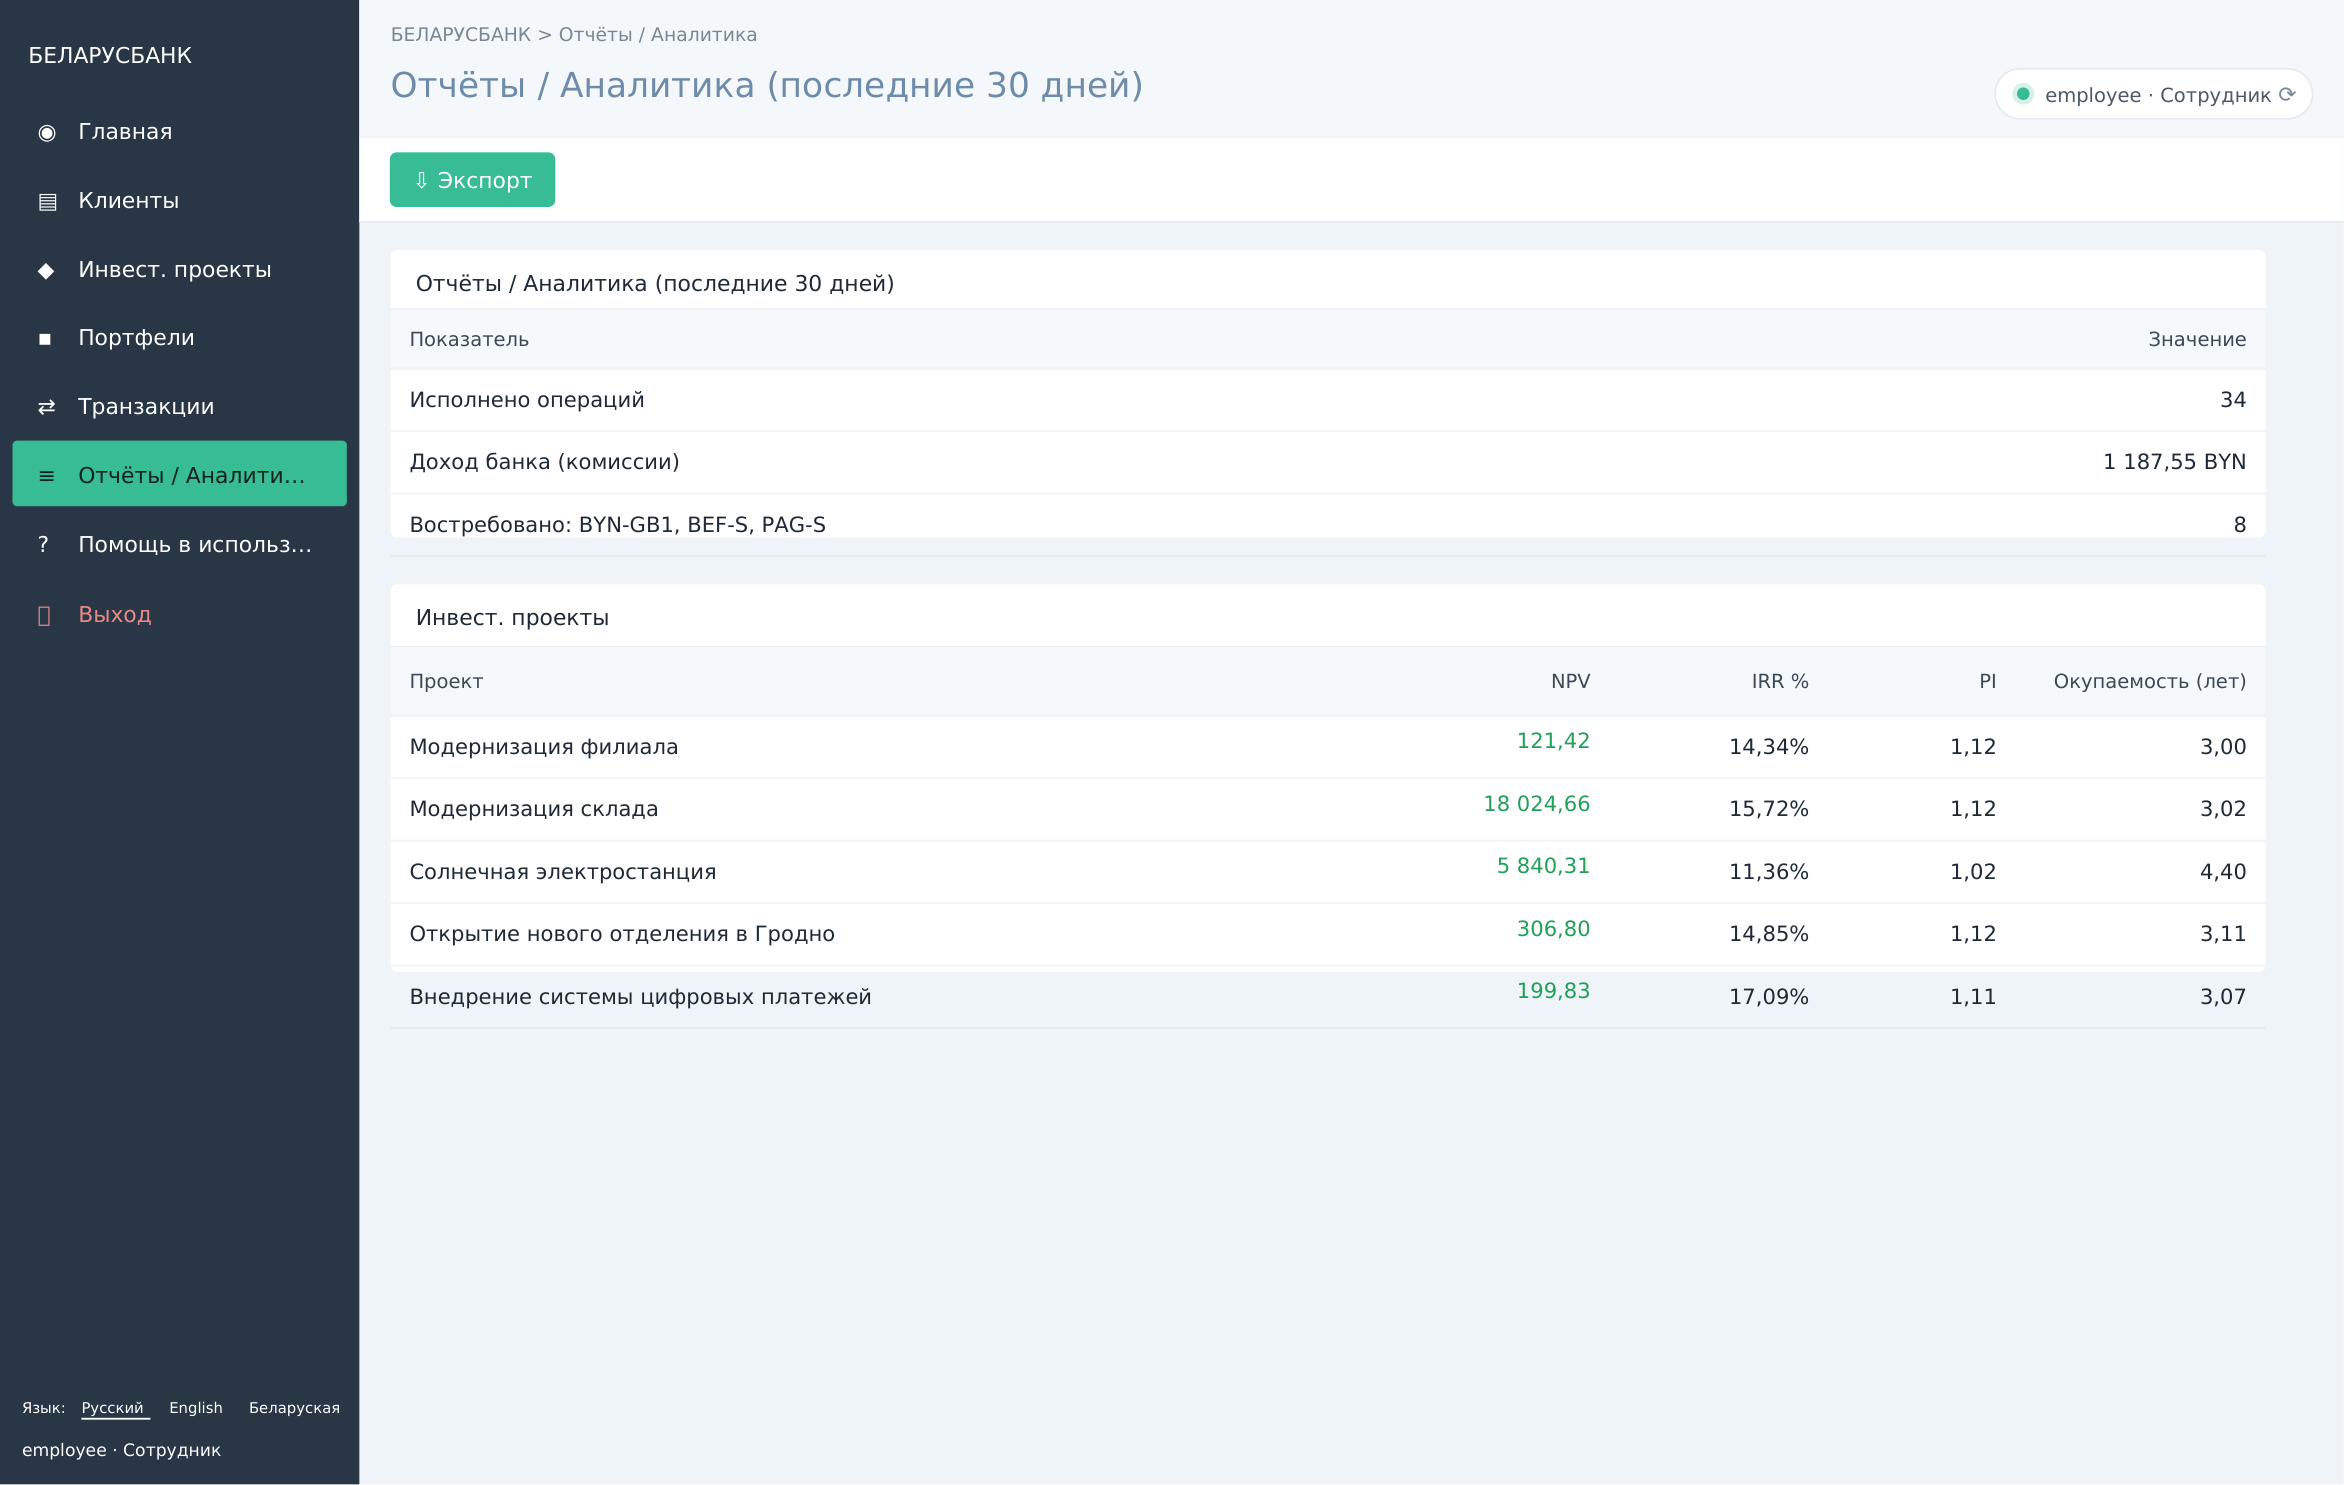 БЕЛАРУСБАНК
◉ Главная
▤ Клиенты
◆ Инвест. проекты
■ Портфели
⇄ Транзакции
≡ Отчёты / Аналити…
? Помощь в использ…
Выход
Язык: Русский English Беларуская
employee · Сотрудник
БЕЛАРУСБАНК > Отчёты / Аналитика
Отчёты / Аналитика (последние 30 дней)
employee · Сотрудник ⟳
⇩ Экспорт
Отчёты / Аналитика (последние 30 дней)
Показатель Значение
Исполнено операций 34
Доход банка (комиссии) 1 187,55 BYN
Востребовано: BYN-GB1, BEF-S, PAG-S 8
Инвест. проекты
Проект NPV IRR % PI Окупаемость (лет)
Модернизация филиала 121,42 14,34% 1,12 3,00
Модернизация склада 18 024,66 15,72% 1,12 3,02
Солнечная электростанция 5 840,31 11,36% 1,02 4,40
Открытие нового отделения в Гродно 306,80 14,85% 1,12 3,11
Внедрение системы цифровых платежей 199,83 17,09% 1,11 3,07